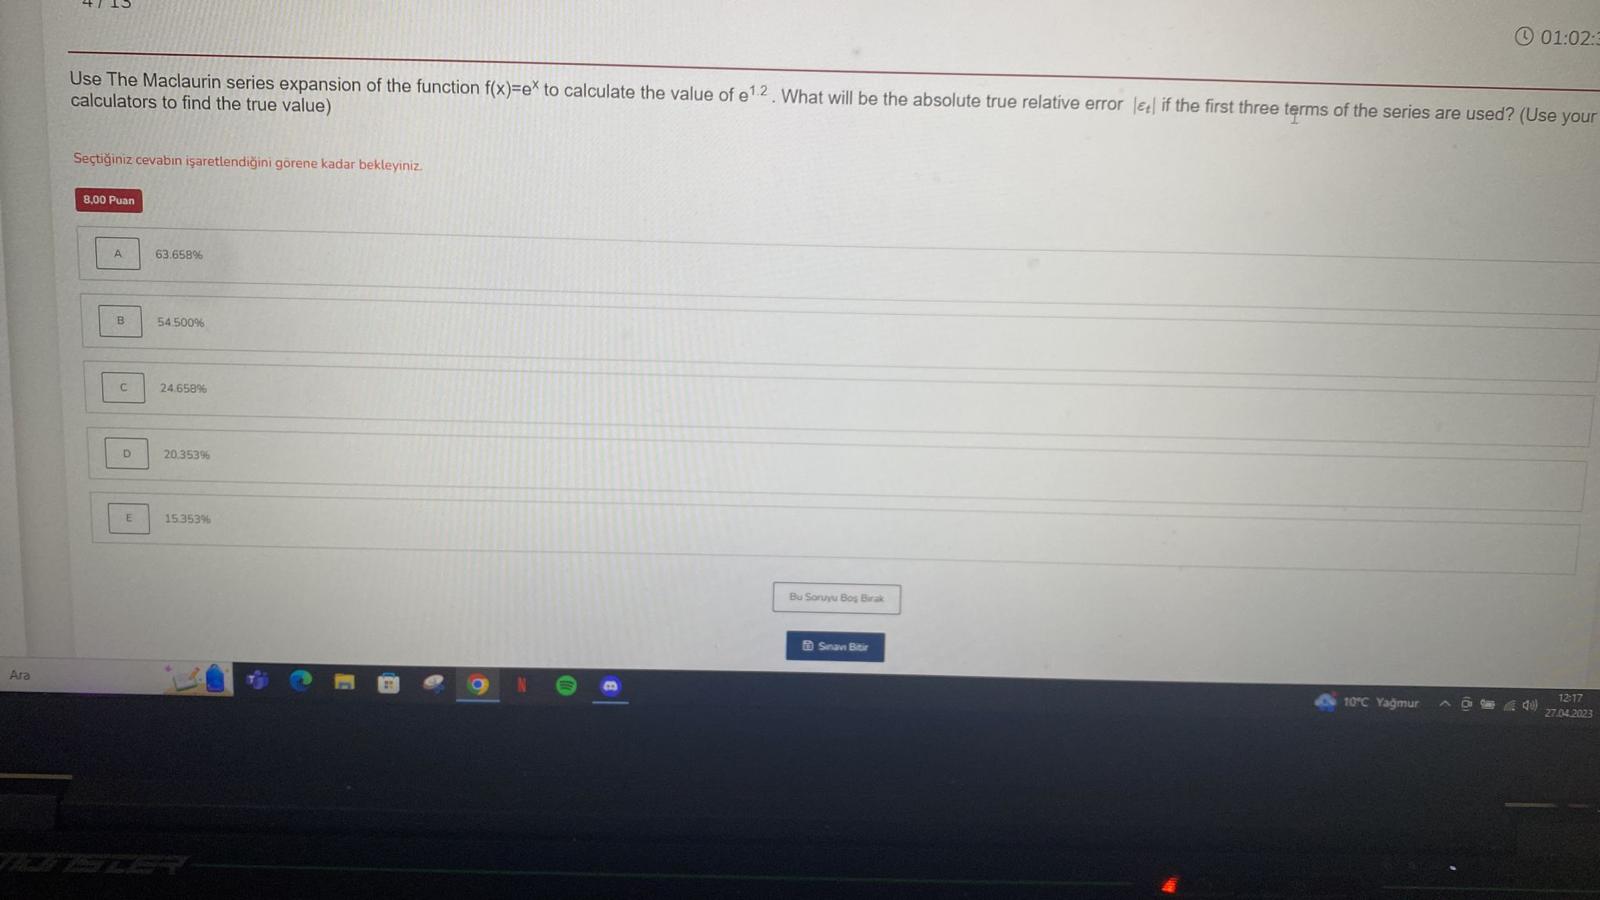 4 / 13
01:02:
Use The Maclaurin series expansion of the function f(x)=eˣ to calculate the value of e^1.2 . What will be the absolute true relative error |εₜ| if the first three terms of the series are used? (Use your
calculators to find the true value)
Seçtiğiniz cevabın işaretlendiğini görene kadar bekleyiniz.
8,00 Puan
A 63.658%
B 54.500%
C 24.658%
D 20.353%
E 15.353%
Bu Soruyu Boş Bırak
Sınavı Bitir
Ara
10°C Yağmur
12:17
27.04.2023
MONSTER